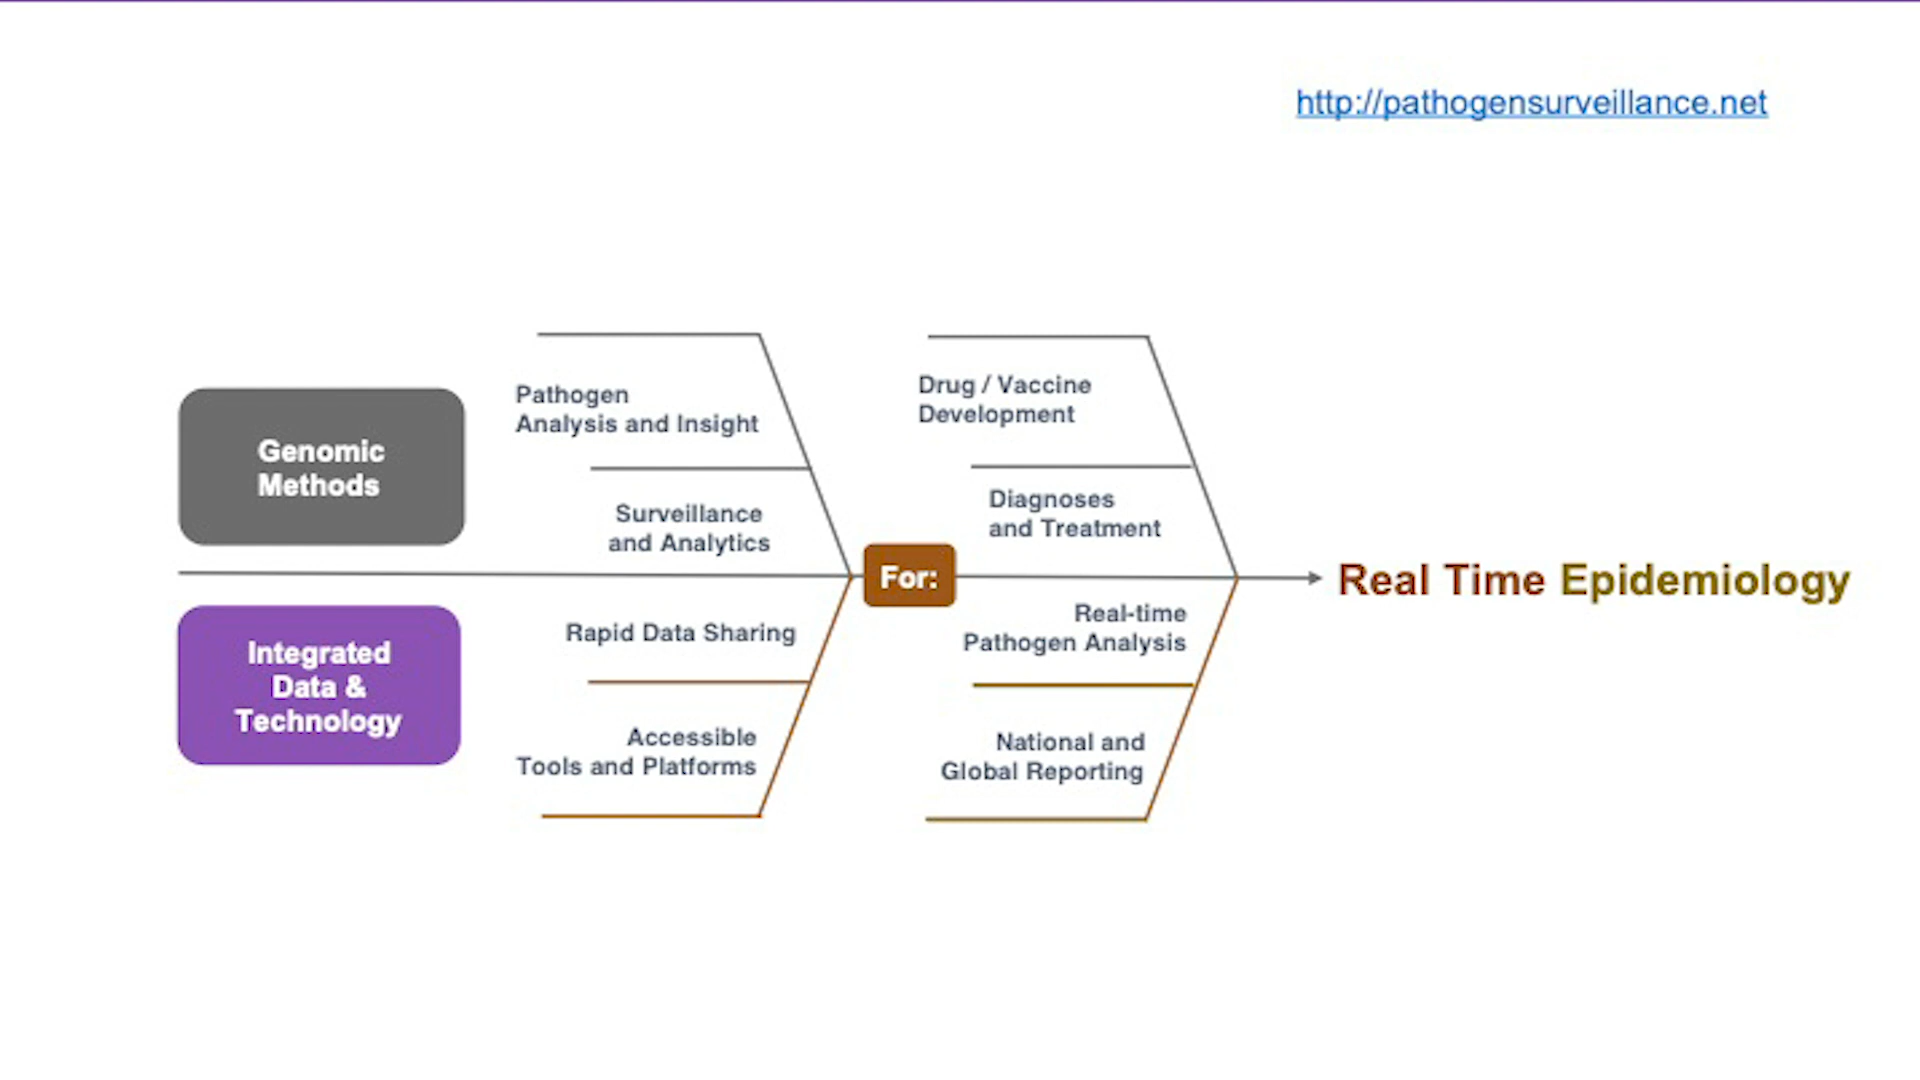 http://pathogensurveillance.net
Genomic
Methods
Pathogen
Analysis and Insight
Surveillance
and Analytics
Drug / Vaccine
Development
Diagnoses
and Treatment
For:
Real Time Epidemiology
Integrated
Data &
Technology
Rapid Data Sharing
Accessible
Tools and Platforms
Real-time
Pathogen Analysis
National and
Global Reporting